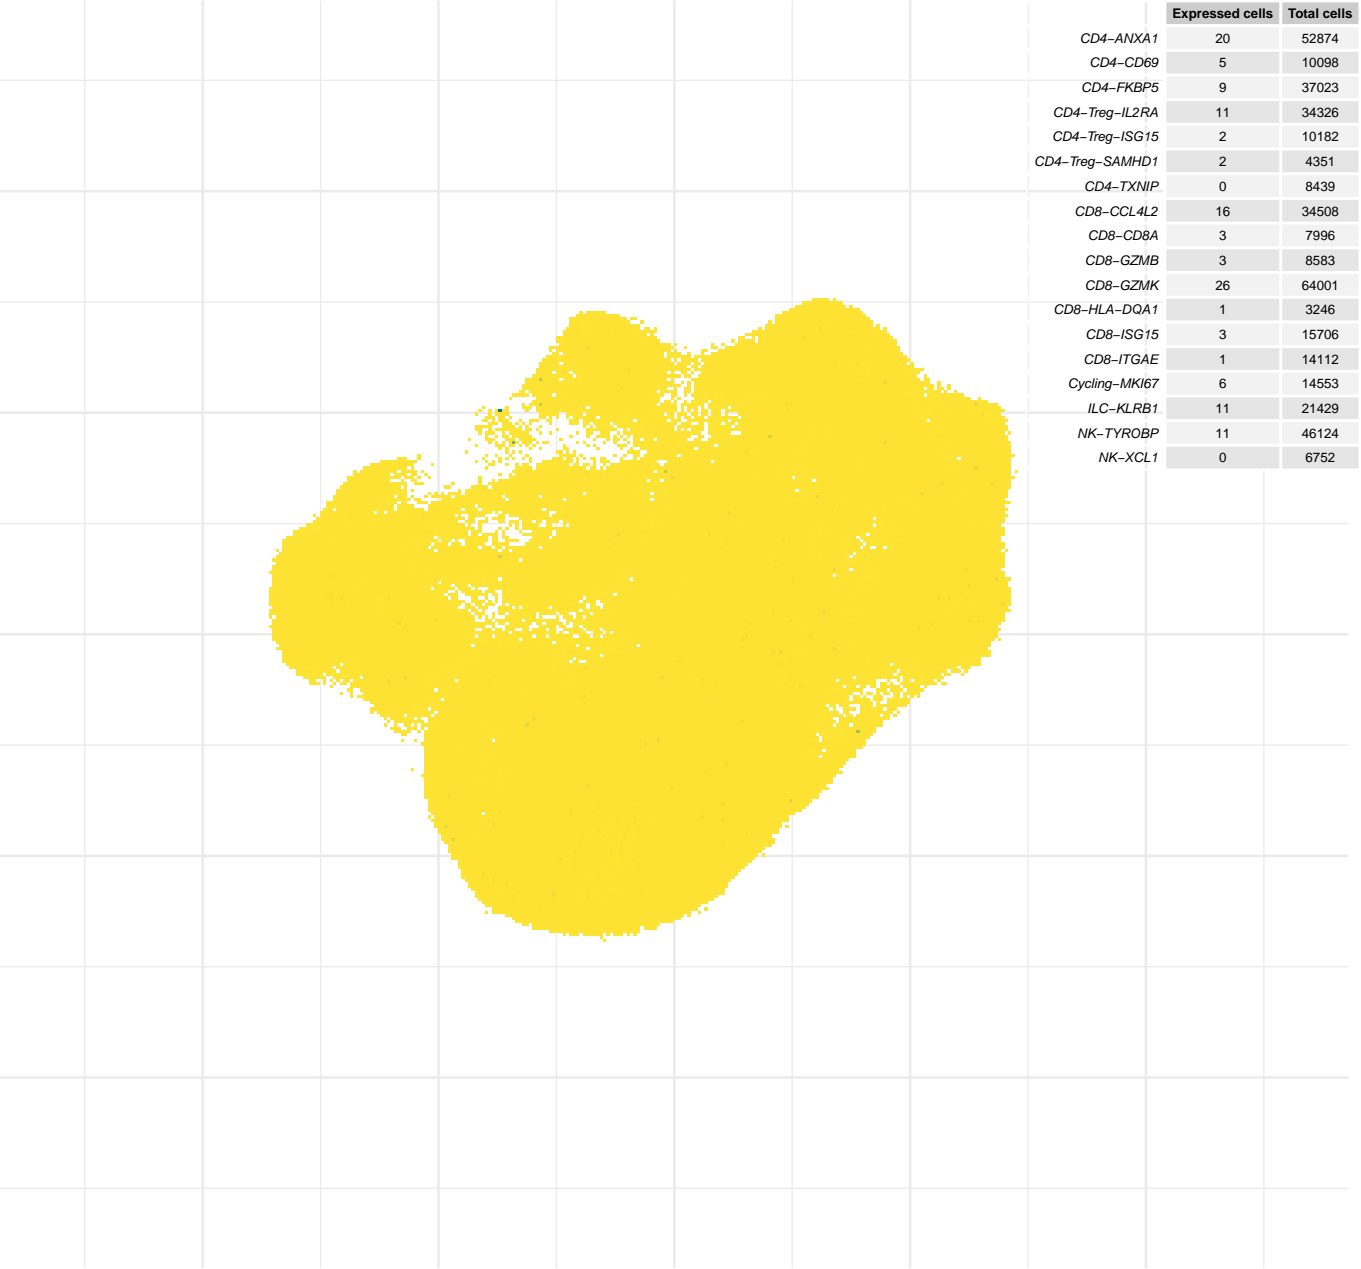 Expressed cells Total cells
CD4−ANXA1 20 52874
CD4−CD69 5 10098
CD4−FKBP5 9 37023
CD4−Treg−IL2RA 11 34326
CD4−Treg−ISG15 2 10182
CD4−Treg−SAMHD1 2 4351
CD4−TXNIP 0 8439
CD8−CCL4L2 16 34508
CD8−CD8A 3 7996
CD8−GZMB 3 8583
CD8−GZMK 26 64001
CD8−HLA−DQA1 1 3246
CD8−ISG15 3 15706
CD8−ITGAE 1 14112
Cycling−MKI67 6 14553
ILC−KLRB1 11 21429
NK−TYROBP 11 46124
NK−XCL1 0 6752